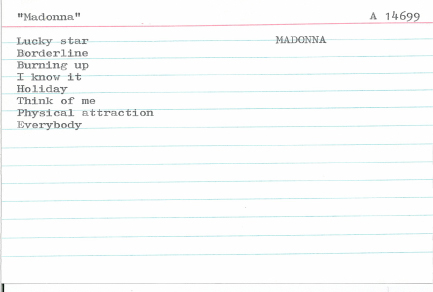 "Madonna" A 14699
Lucky star MADONNA
Borderline
Burning up
I know it
Holiday
Think of me
Physical attraction
Everybody